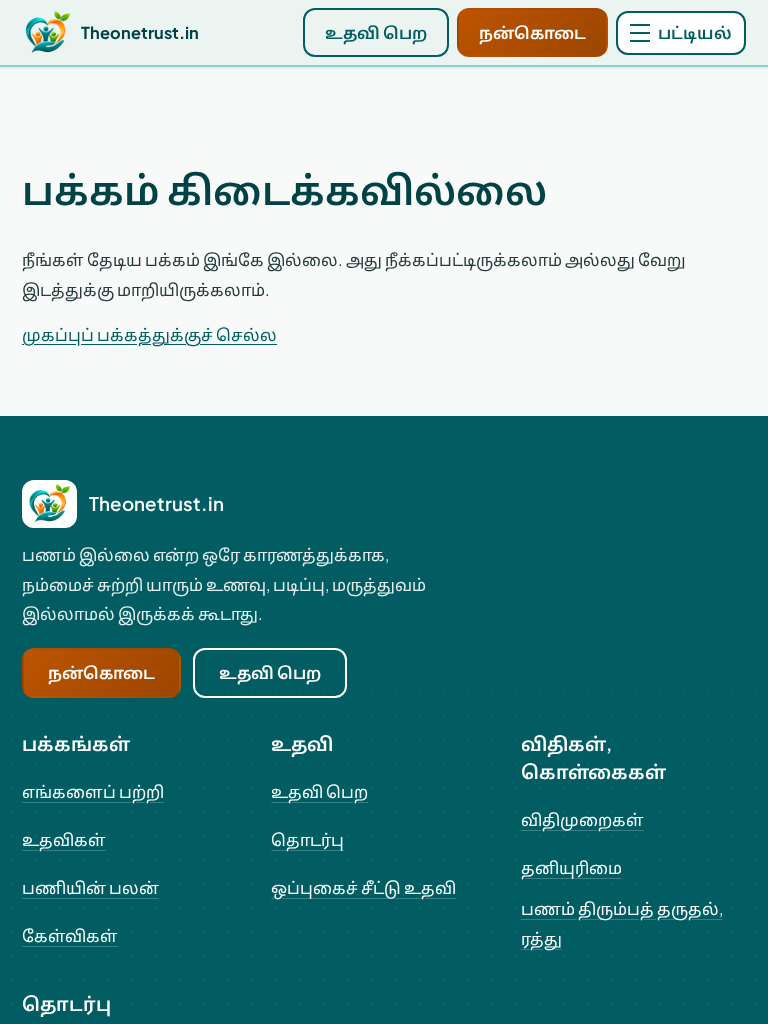 Theonetrust.in
உதவி பெற
நன்கொடை
பட்டியல்
பக்கம் கிடைக்கவில்லை
நீங்கள் தேடிய பக்கம் இங்கே இல்லை. அது நீக்கப்பட்டிருக்கலாம் அல்லது வேறு
இடத்துக்கு மாறியிருக்கலாம்.
முகப்புப் பக்கத்துக்குச் செல்ல
Theonetrust.in
பணம் இல்லை என்ற ஒரே காரணத்துக்காக,
நம்மைச் சுற்றி யாரும் உணவு, படிப்பு, மருத்துவம்
இல்லாமல் இருக்கக் கூடாது.
நன்கொடை
உதவி பெற
பக்கங்கள்
எங்களைப் பற்றி
உதவிகள்
பணியின் பலன்
கேள்விகள்
உதவி
உதவி பெற
தொடர்பு
ஒப்புகைச் சீட்டு உதவி
விதிகள்,
கொள்கைகள்
விதிமுறைகள்
தனியுரிமை
பணம் திரும்பத் தருதல்,
ரத்து
தொடர்பு